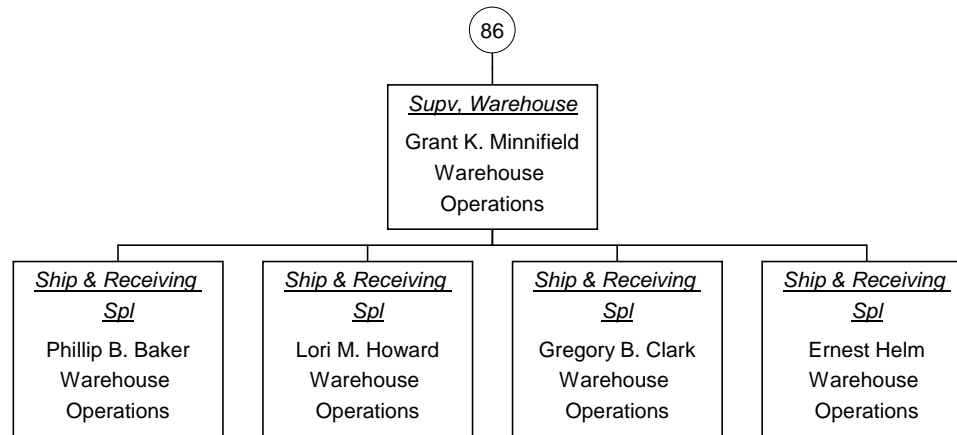 86
Supv, Warehouse
Grant K. Minnifield
Warehouse
Operations
Ship & Receiving
Spl
Phillip B. Baker
Warehouse
Operations
Ship & Receiving
Spl
Lori M. Howard
Warehouse
Operations
Ship & Receiving
Spl
Gregory B. Clark
Warehouse
Operations
Ship & Receiving
Spl
Ernest Helm
Warehouse
Operations